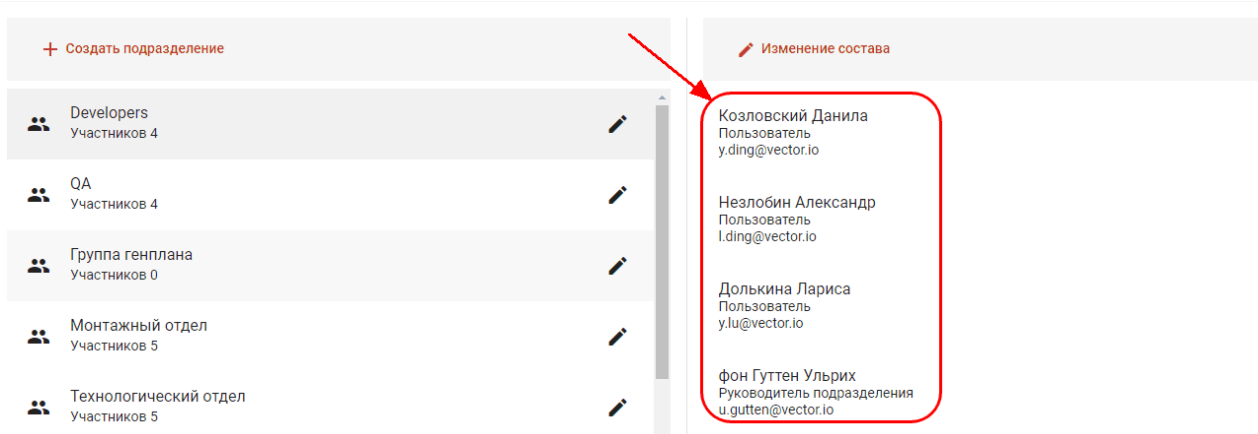 Создать подразделение
Developers
Участников 4
QA
Участников 4
Группа генплана
Участников 0
Монтажный отдел
Участников 5
Технологический отдел
Участников 5
Изменение состава
Козловский Данила
Пользователь
y.ding@vector.io
Незлобин Александр
Пользователь
l.ding@vector.io
Долькина Лариса
Пользователь
y.lu@vector.io
фон Гуттен Ульрих
Руководитель подразделения
u.gutten@vector.io